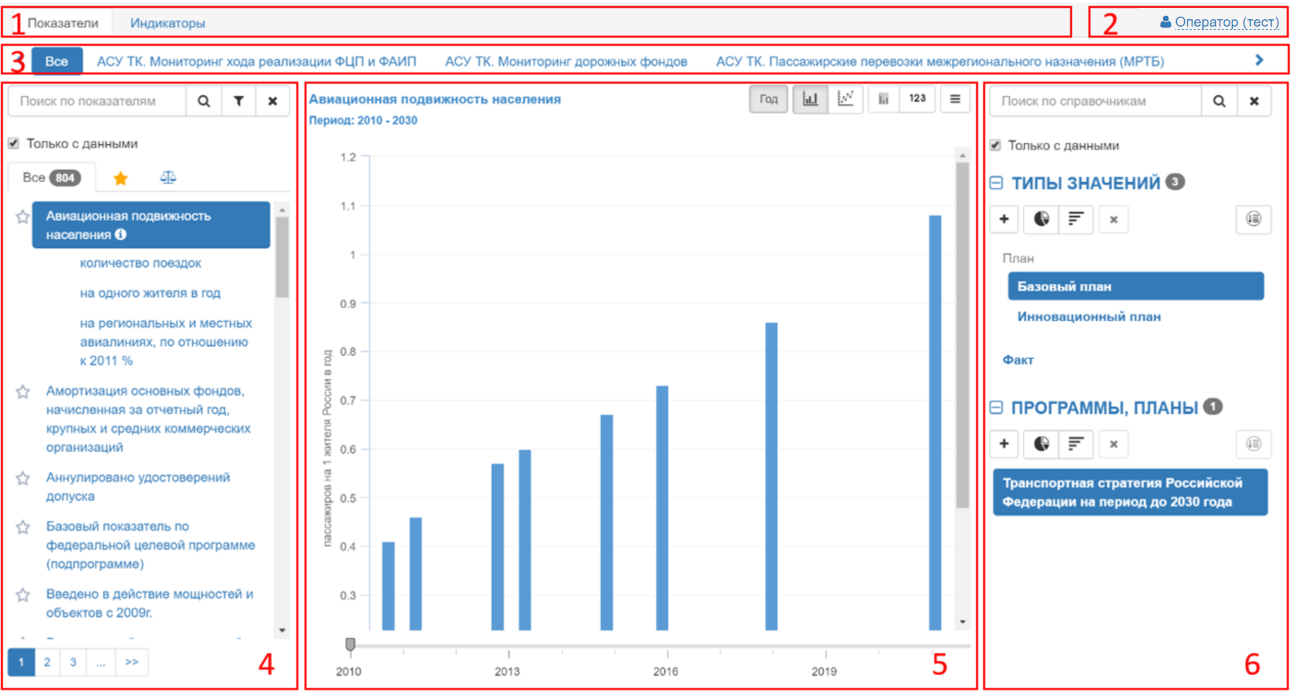 1 Показатели Индикаторы 2 Оператор (тест)
3 Все АСУ ТК. Мониторинг хода реализации ФЦП и ФАИП АСУ ТК. Мониторинг дорожных фондов АСУ ТК. Пассажирские перевозки межрегионального назначения (МРТБ)
Поиск по показателям
Только с данными
Все 804
Авиационная подвижность
населения
количество поездок
на одного жителя в год
на региональных и местных
авиалиниях, по отношению
к 2011 %
Амортизация основных фондов,
начисленная за отчетный год,
крупных и средних коммерческих
организаций
Аннулировано удостоверений
допуска
Базовый показатель по
федеральной целевой программе
(подпрограмме)
Введено в действие мощностей и
объектов с 2009г.
1 2 3 ... >>
4
Авиационная подвижность населения
Период: 2010 - 2030
Год 123
пассажиров на 1 жителя России в год
1.2
1.1
1
0.9
0.8
0.7
0.6
0.5
0.4
0.3
2010 2013 2016 2019
5
Поиск по справочникам
Только с данными
ТИПЫ ЗНАЧЕНИЙ 3
План
Базовый план
Инновационный план
Факт
ПРОГРАММЫ, ПЛАНЫ 1
Транспортная стратегия Российской
Федерации на период до 2030 года
6